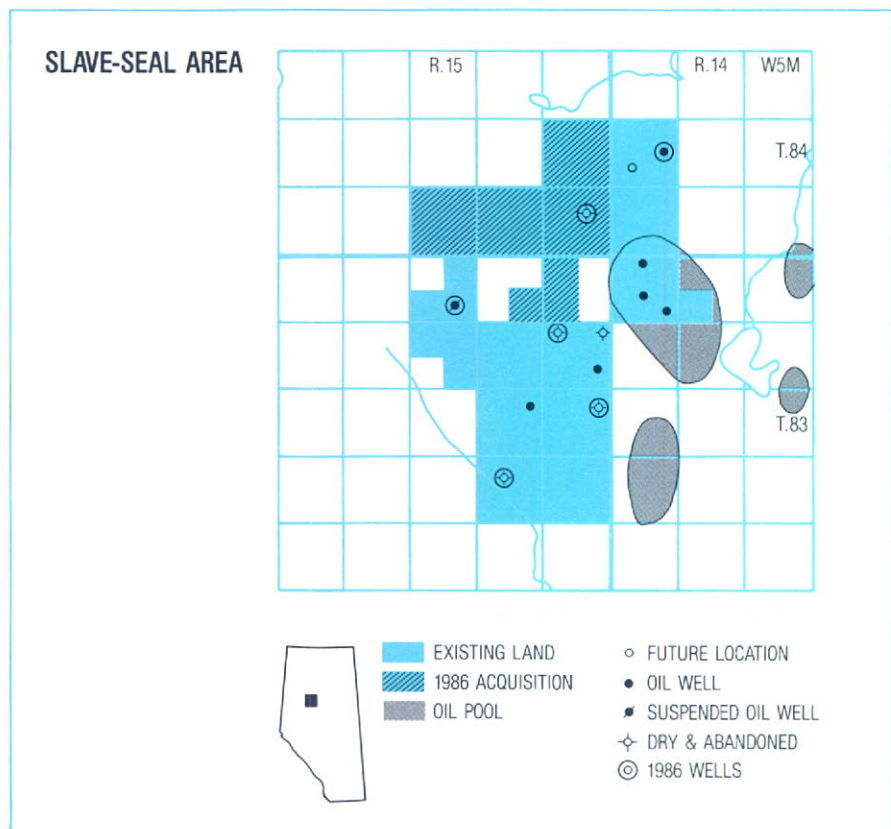 SLAVE-SEAL AREA
R.15
R.14
W5M
T.84
T.83
EXISTING LAND
1986 ACQUISITION
OIL POOL
FUTURE LOCATION
OIL WELL
SUSPENDED OIL WELL
DRY & ABANDONED
1986 WELLS